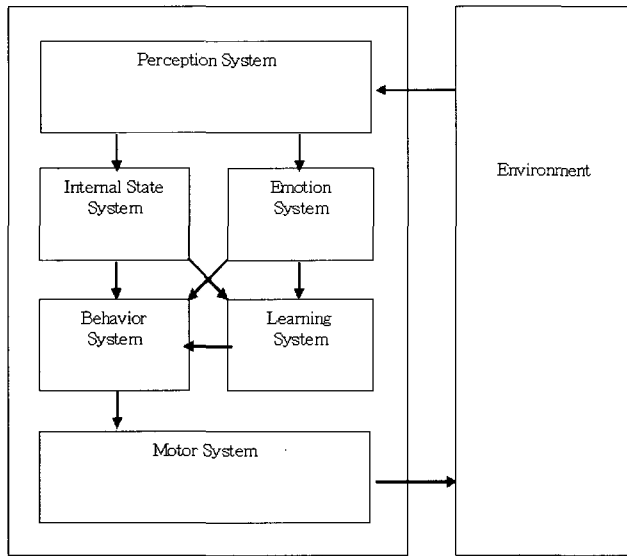 Perception System
Internal State
System
Emotion
System
Environment
Behavior
System
Learning
System
Motor System